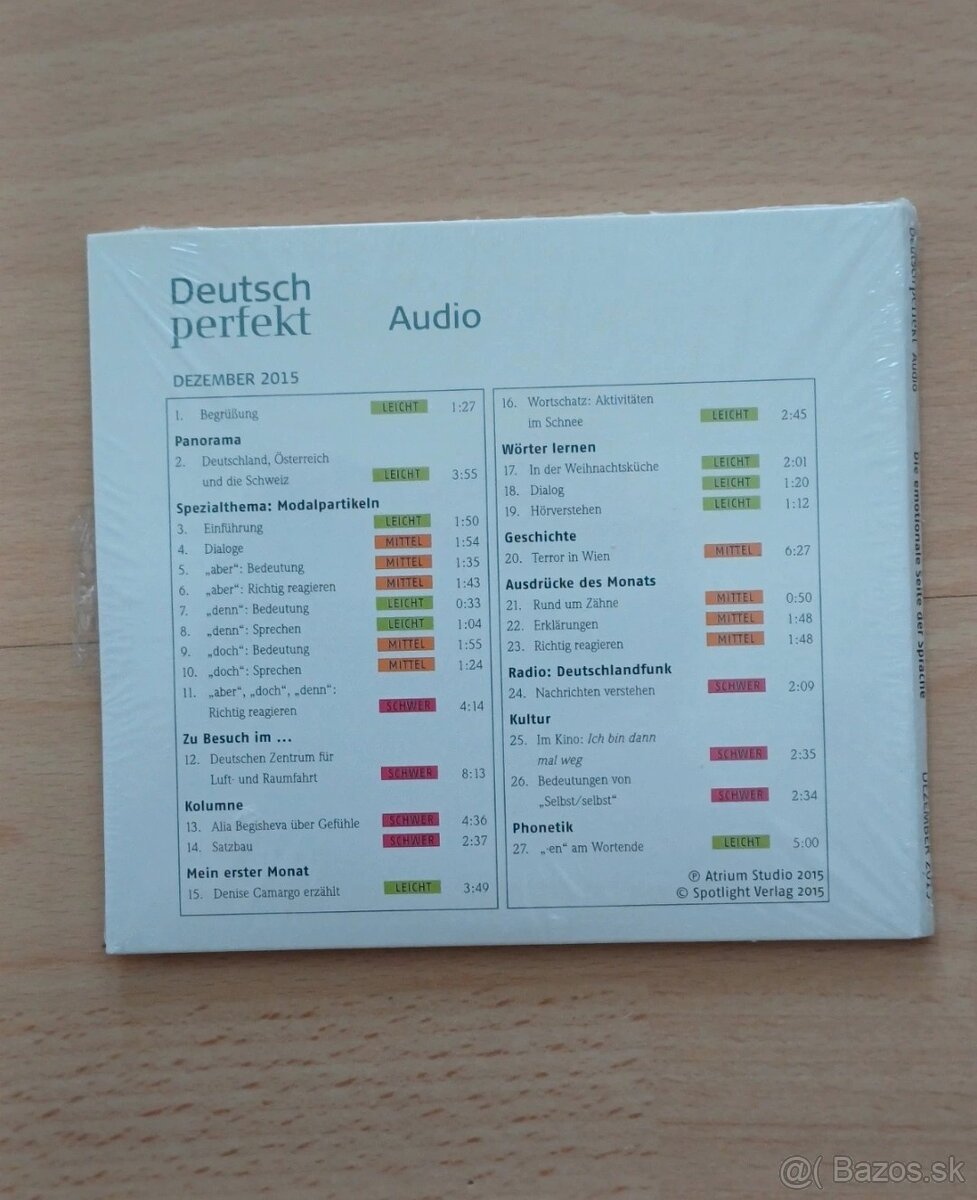 Deutsch
perfekt
Audio
DEZEMBER 2015
1. Begrüßung LEICHT 1:27
Panorama
2. Deutschland, Österreich
und die Schweiz LEICHT 3:55
Spezialthema: Modalpartikeln
3. Einführung LEICHT 1:50
4. Dialoge MITTEL 1:54
5. „aber“: Bedeutung MITTEL 1:35
6. „aber“: Richtig reagieren MITTEL 1:43
7. „denn“: Bedeutung LEICHT 0:33
8. „denn“: Sprechen LEICHT 1:04
9. „doch“: Bedeutung MITTEL 1:55
10. „doch“: Sprechen MITTEL 1:24
11. „aber“, „doch“, „denn“:
Richtig reagieren SCHWER 4:14
Zu Besuch im ...
12. Deutschen Zentrum für
Luft- und Raumfahrt SCHWER 8:13
Kolumne
13. Alia Begisheva über Gefühle SCHWER 4:36
14. Satzbau SCHWER 2:37
Mein erster Monat
15. Denise Camargo erzählt LEICHT 3:49
16. Wortschatz: Aktivitäten
im Schnee LEICHT 2:45
Wörter lernen
17. In der Weihnachtsküche LEICHT 2:01
18. Dialog LEICHT 1:20
19. Hörverstehen LEICHT 1:12
Geschichte
20. Terror in Wien MITTEL 6:27
Ausdrücke des Monats
21. Rund um Zähne MITTEL 0:50
22. Erklärungen MITTEL 1:48
23. Richtig reagieren MITTEL 1:48
Radio: Deutschlandfunk
24. Nachrichten verstehen SCHWER 2:09
Kultur
25. Im Kino: Ich bin dann
mal weg SCHWER 2:35
26. Bedeutungen von
„Selbst/selbst“ SCHWER 2:34
Phonetik
27. „-en“ am Wortende LEICHT 5:00
℗ Atrium Studio 2015
© Spotlight Verlag 2015
Deutsch perfekt Audio Die emotionale Seite der Sprache DEZEMBER 2015
@( Bazos.sk